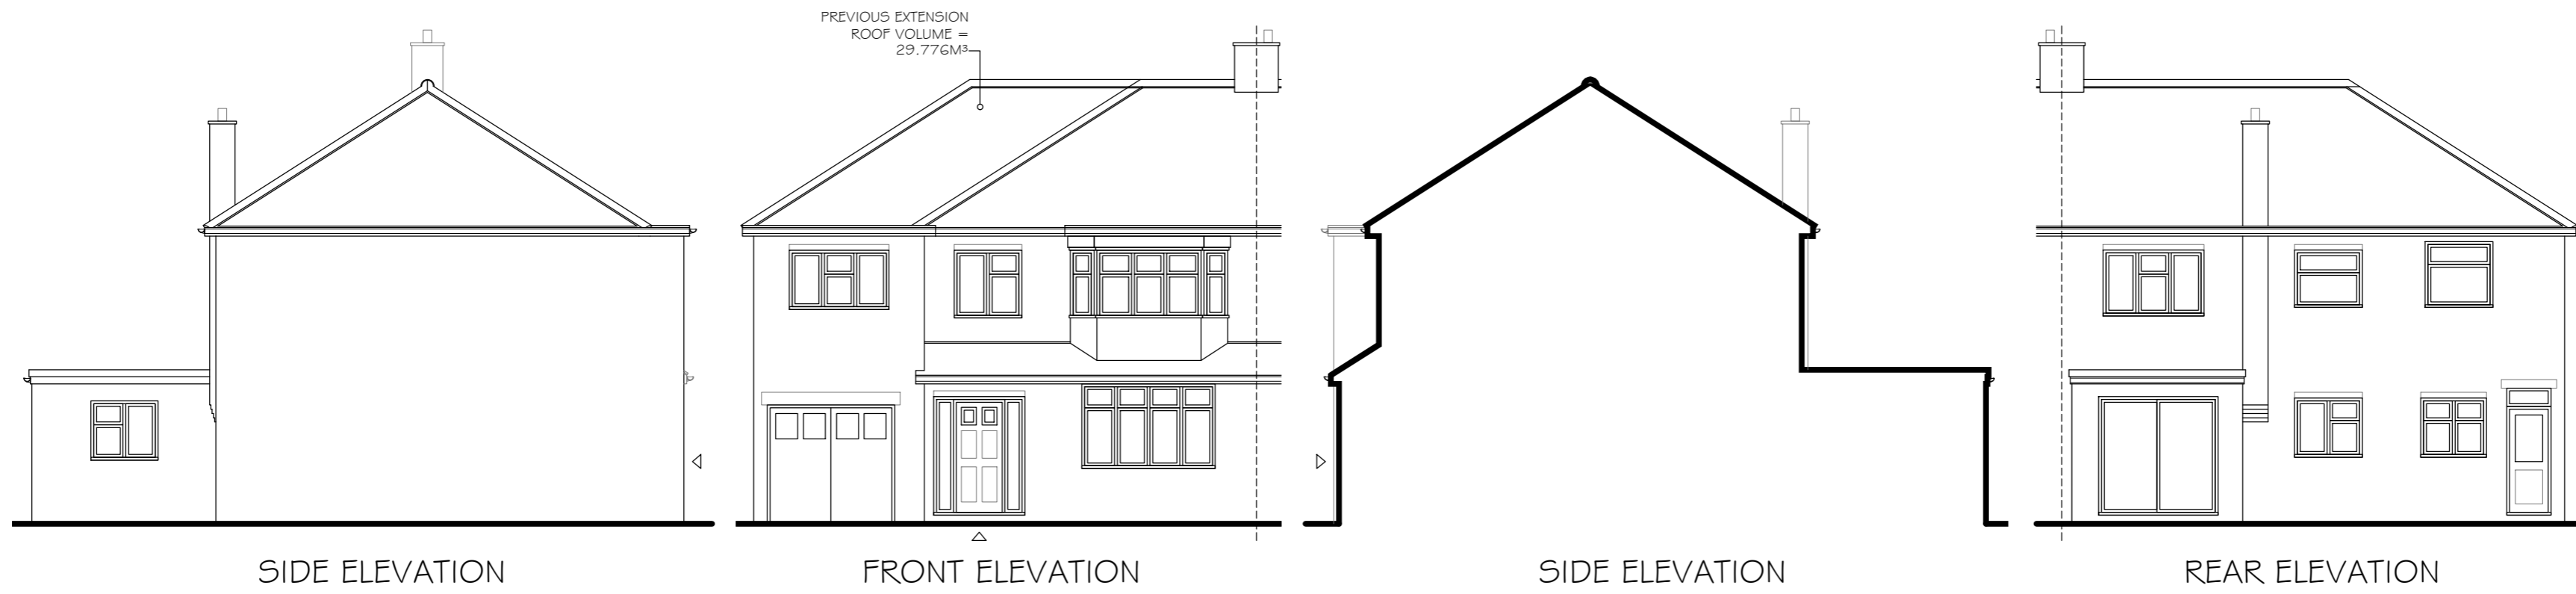 PREVIOUS EXTENSION
ROOF VOLUME =
29.776M³
SIDE ELEVATION
FRONT ELEVATION
SIDE ELEVATION
REAR ELEVATION